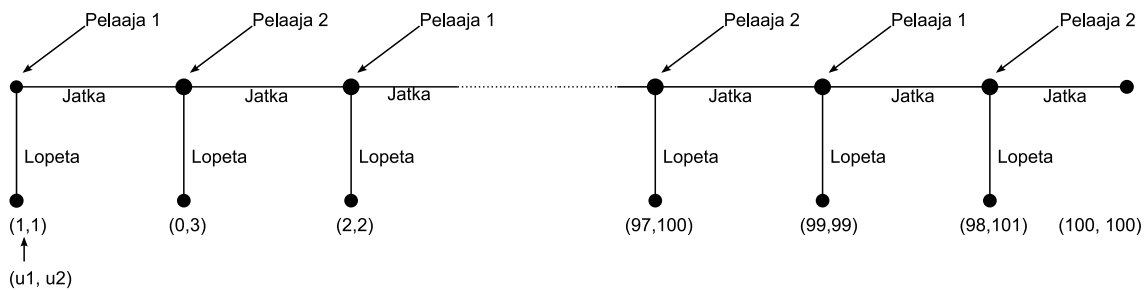 Pelaaja 1 Pelaaja 2 Pelaaja 1 Pelaaja 2 Pelaaja 1 Pelaaja 2
Jatka Jatka Jatka Jatka Jatka Jatka
Lopeta Lopeta Lopeta Lopeta Lopeta Lopeta
(1,1) (0,3) (2,2) (97,100) (99,99) (98,101) (100, 100)
(u1, u2)